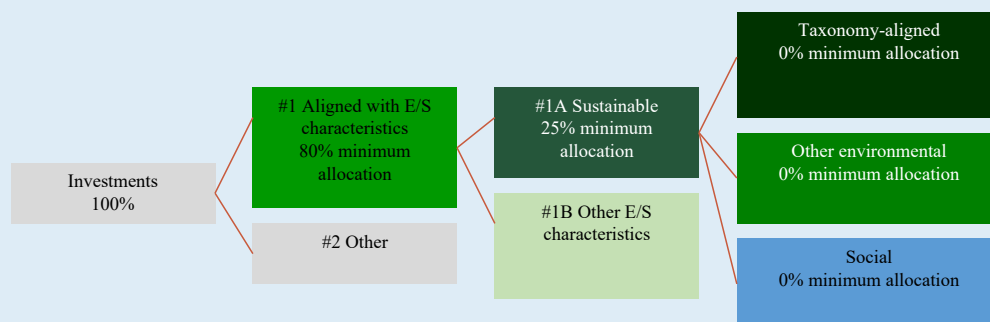 Investments
100%
#1 Aligned with E/S
characteristics
80% minimum
allocation
#2 Other
#1A Sustainable
25% minimum
allocation
#1B Other E/S
characteristics
Taxonomy-aligned
0% minimum allocation
Other environmental
0% minimum allocation
Social
0% minimum allocation